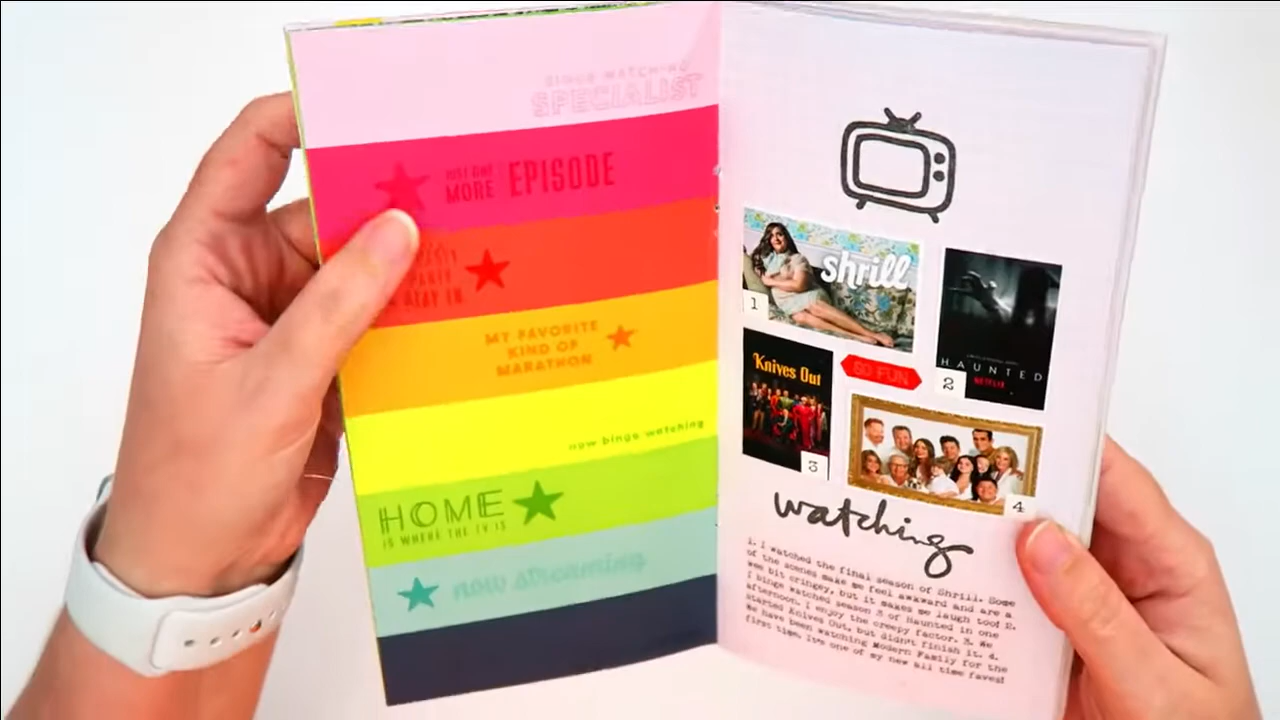 BINGE WATCHING
SPECIALIST
JUST ONE
MORE
EPISODE
STAY IN
MY FAVORITE
KIND OF
MARATHON
now binge watching
HOME
IS WHERE THE TV IS
now streaming
shrill
1
HAUNTED
NETFLIX
2
Knives Out
3
SO FUN
4
watching
1. I watched the final season of Shrill. Some
of the scenes make me feel awkward and are a
wee bit cringey, but it makes me laugh too! 2.
I binge watched season 3 of Haunted in one
afternoon. I enjoy the creepy factor. 3. We
started Knives Out, but didn't finish it. 4.
We have been watching Modern Family for the
first time. It's one of my new all time faves!